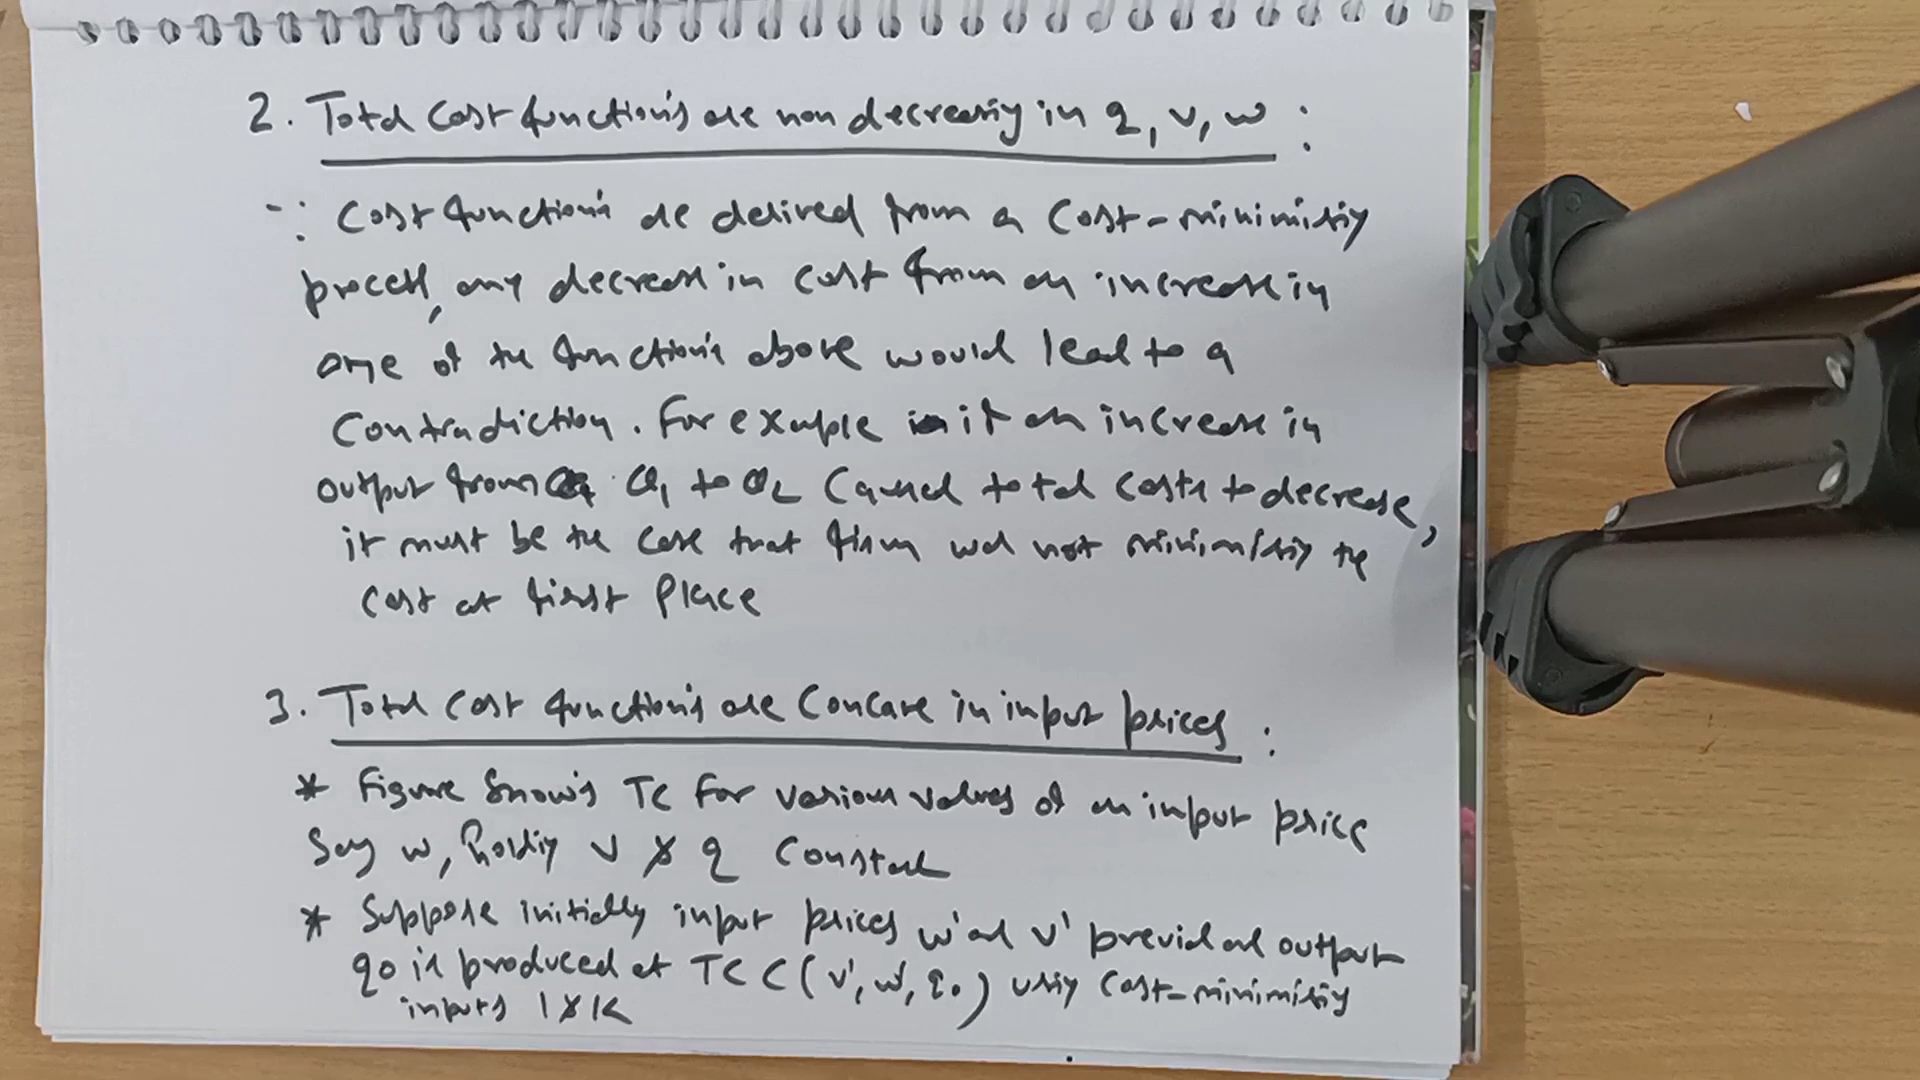 2. Total Cost functions are non decreasing in q, v, w :
∵ Cost functions are derived from a Cost-minimising
process, any decrease in cost from an increase in
one of the functions above would lead to a
Contradiction. For example if an increase in
output from Q1 to Q2 Caused total costs to decrease,
it must be the case that firm was not minimising the
cost at first place
3. Total cost functions are Concave in input prices :
* Figure shows TC for various values of an input price
Say w, holding v & q Constant
* Suppose initially input prices w' and v' prevail and output
q0 is produced at TC C(v', w', q0) using cost-minimising
inputs l & k